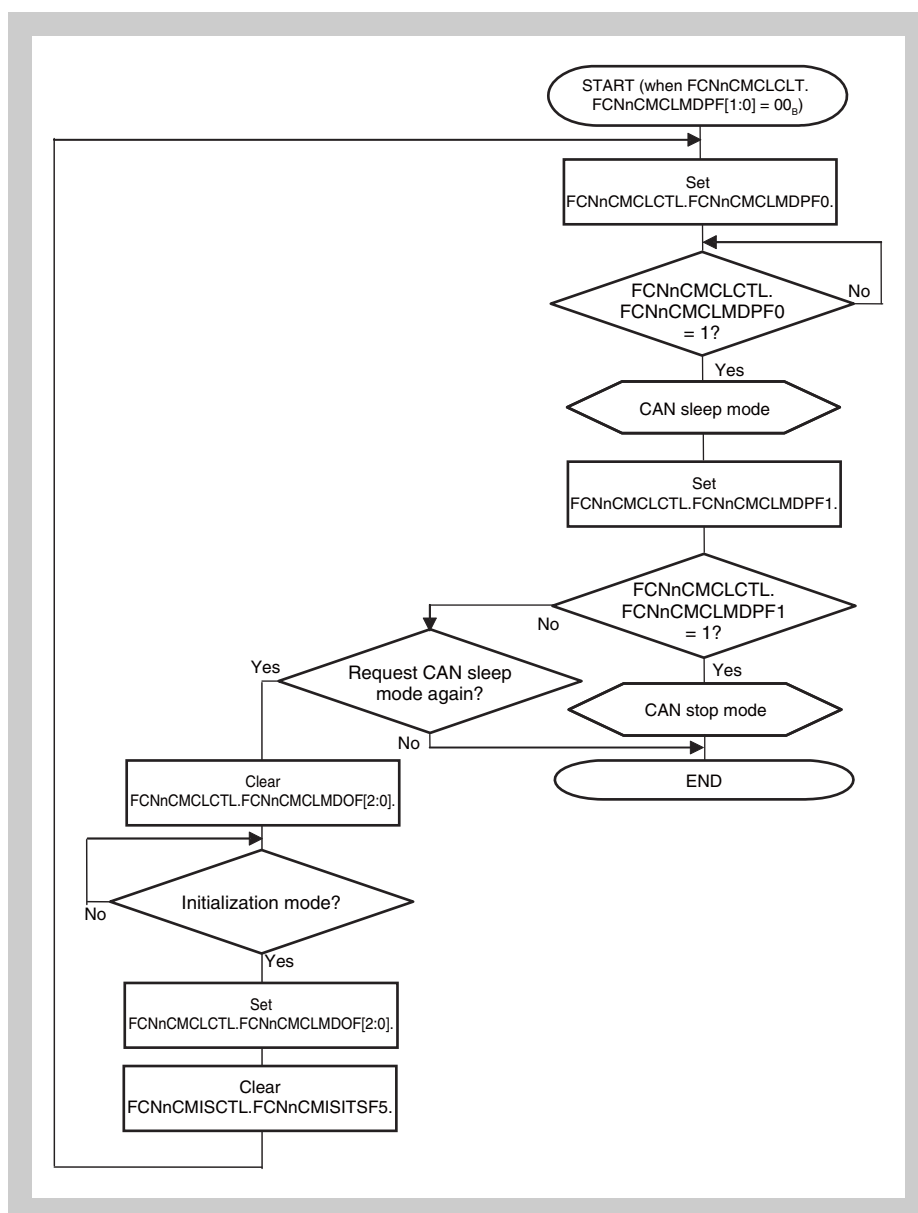 START (when FCNnCMCLCLT.
FCNnCMCLMDPF[1:0] = 00B)
Set
FCNnCMCLCTL.FCNnCMCLMDPF0.
FCNnCMCLCTL.
FCNnCMCLMDPF0
= 1?
No
Yes
CAN sleep mode
Set
FCNnCMCLCTL.FCNnCMCLMDPF1.
FCNnCMCLCTL.
FCNnCMCLMDPF1
= 1?
No
Yes
Request CAN sleep
mode again?
Yes
No
CAN stop mode
END
Clear
FCNnCMCLCTL.FCNnCMCLMDOF[2:0].
Initialization mode?
No
Yes
Set
FCNnCMCLCTL.FCNnCMCLMDOF[2:0].
Clear
FCNnCMISCTL.FCNnCMISITSF5.